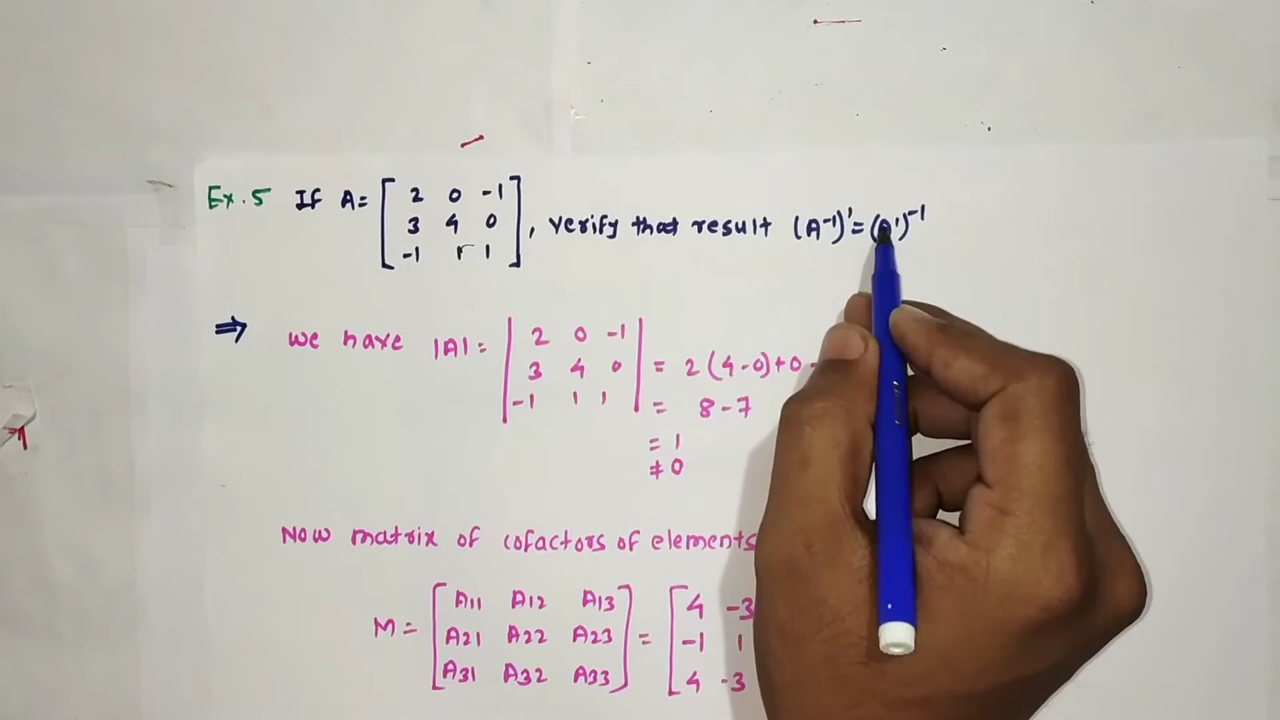 Ex. 5 If A = [ 2 0 -1
3 4 0
-1 1 1 ], verify that result (A⁻¹)' = (A')⁻¹
⇒ We have |A| = | 2 0 -1
3 4 0
-1 1 1 | = 2(4-0)+0
= 8-7
= 1
≠ 0
Now matrix of cofactors of elements
M = [ A11 A12 A13
A21 A22 A23
A31 A32 A33 ] = [ 4 -3
-1 1
4 -3